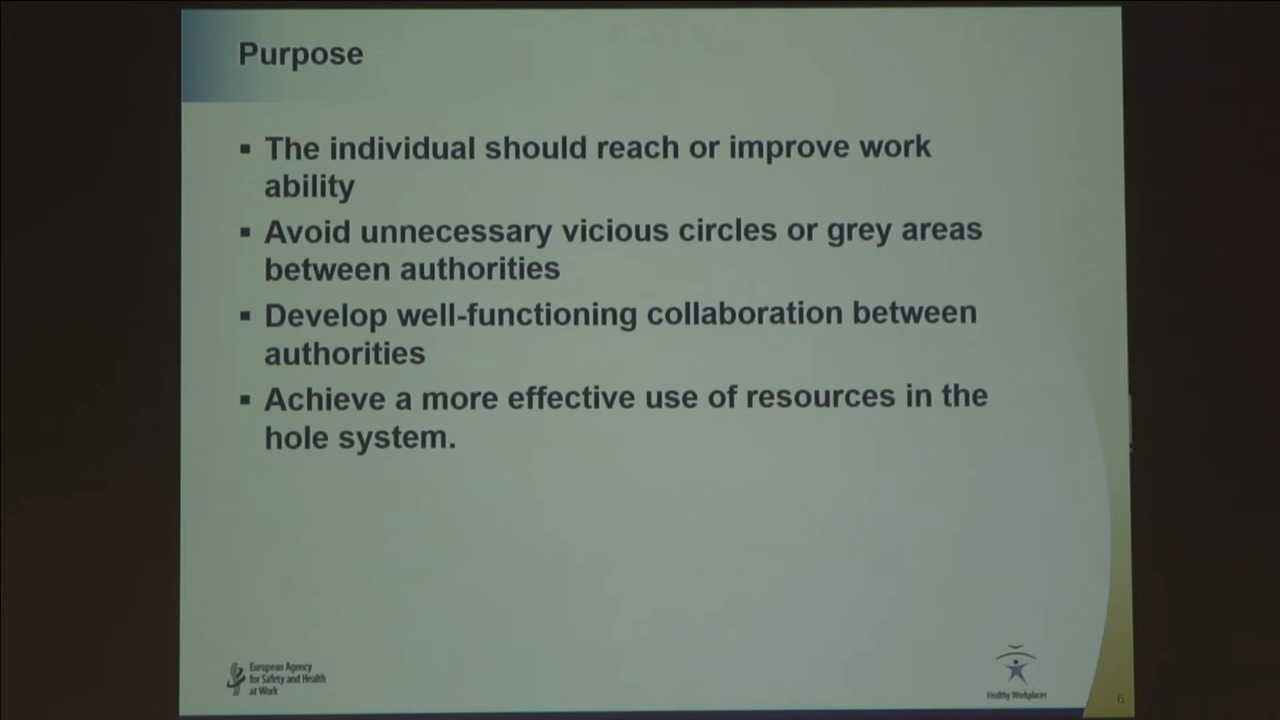 Purpose
▪ The individual should reach or improve work
ability
▪ Avoid unnecessary vicious circles or grey areas
between authorities
▪ Develop well-functioning collaboration between
authorities
▪ Achieve a more effective use of resources in the
hole system.
European Agency
for Safety and Health
at Work
Healthy Workplaces
6